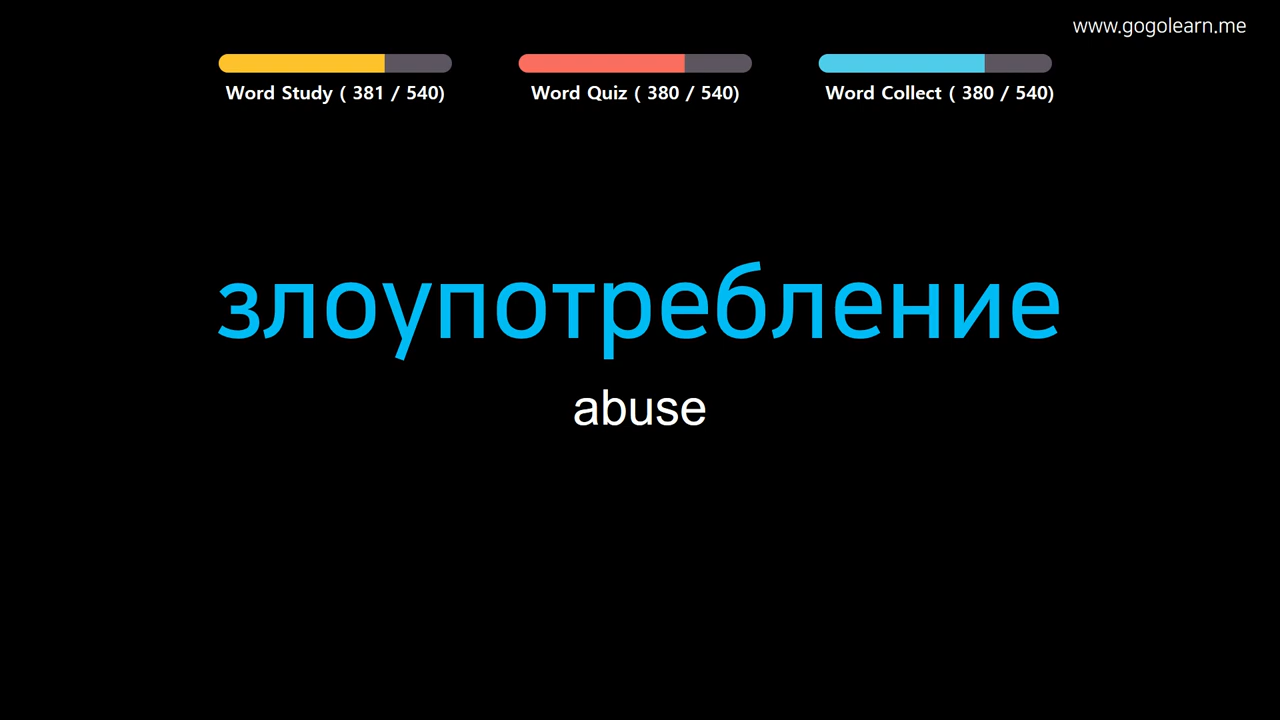 www.gogolearn.me
Word Study ( 381 / 540)
Word Quiz ( 380 / 540)
Word Collect ( 380 / 540)
злоупотребление
abuse